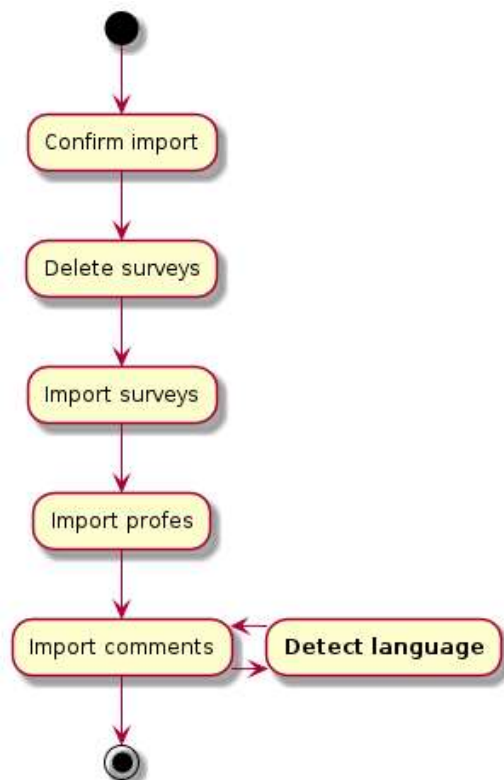 Confirm import
Delete surveys
Import surveys
Import profes
Import comments
Detect language